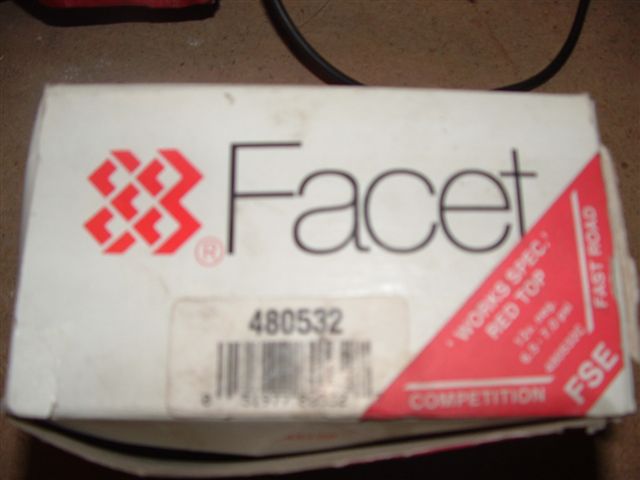 ® Facet
480532
'WORKS SPEC.'
RED TOP
FAST ROAD
COMPETITION
FSE